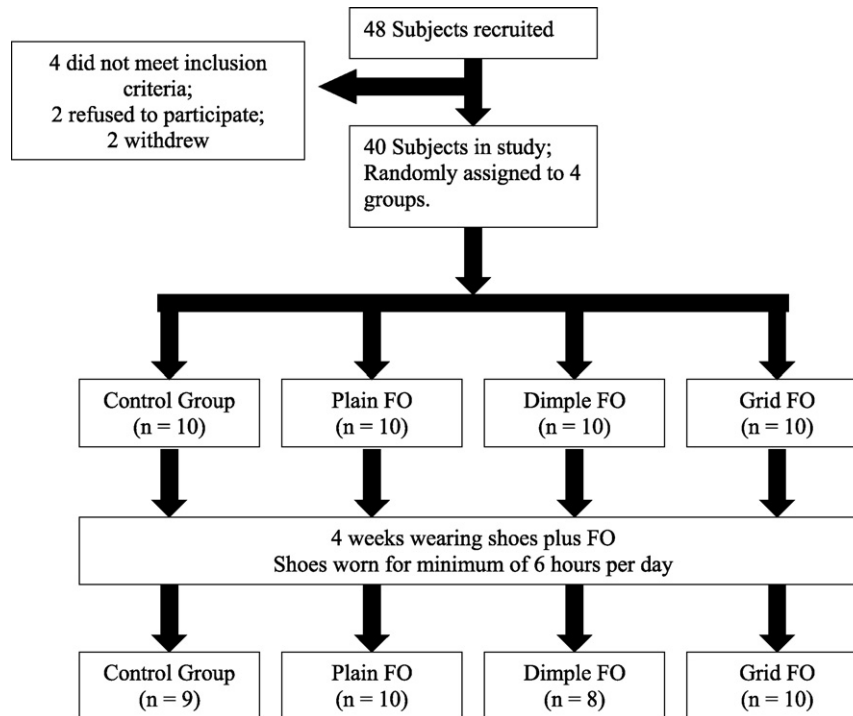 48 Subjects recruited
4 did not meet inclusion
criteria;
2 refused to participate;
2 withdrew
40 Subjects in study;
Randomly assigned to 4
groups.
Control Group
(n = 10)
Plain FO
(n = 10)
Dimple FO
(n = 10)
Grid FO
(n = 10)
4 weeks wearing shoes plus FO
Shoes worn for minimum of 6 hours per day
Control Group
(n = 9)
Plain FO
(n = 10)
Dimple FO
(n = 8)
Grid FO
(n = 10)